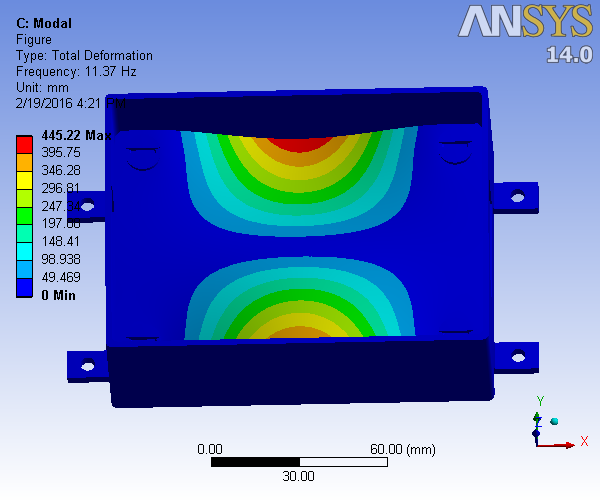 C: Modal
Figure
Type: Total Deformation
Frequency: 11.37 Hz
Unit: mm
2/19/2016 4:21
ANSYS
14.0
445.22 Max
395.75
346.28
296.81
148.41
98.938
49.469
0 Min
0.00
60.00 (mm)
30.00
Y
X